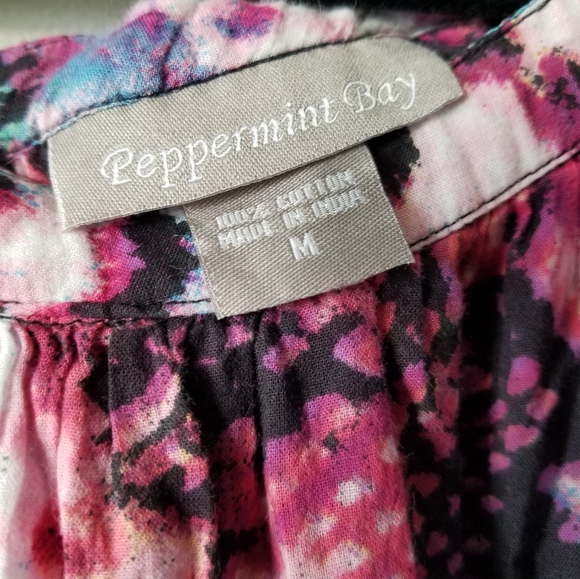 Peppermint Bay
100% COTTON
MADE IN INDIA
M